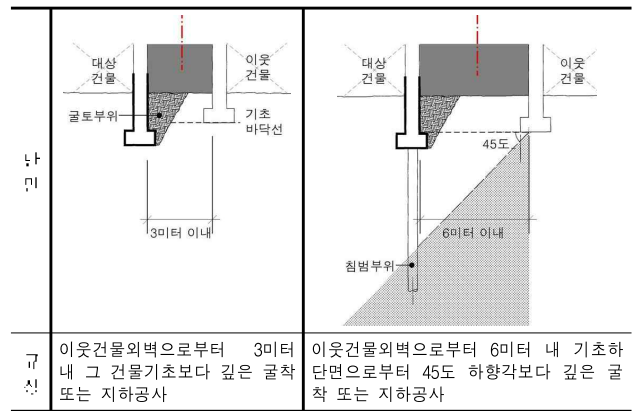 대상
건물
이웃
건물
굴토부위
기초
바닥선
3미터 이내
대상
건물
이웃
건물
45도
6미터 이내
침범부위
이웃건물외벽으로부터 3미터
내 그 건물기초보다 깊은 굴착
또는 지하공사
이웃건물외벽으로부터 6미터 내 기초하
단면으로부터 45도 하향각보다 깊은 굴
착 또는 지하공사